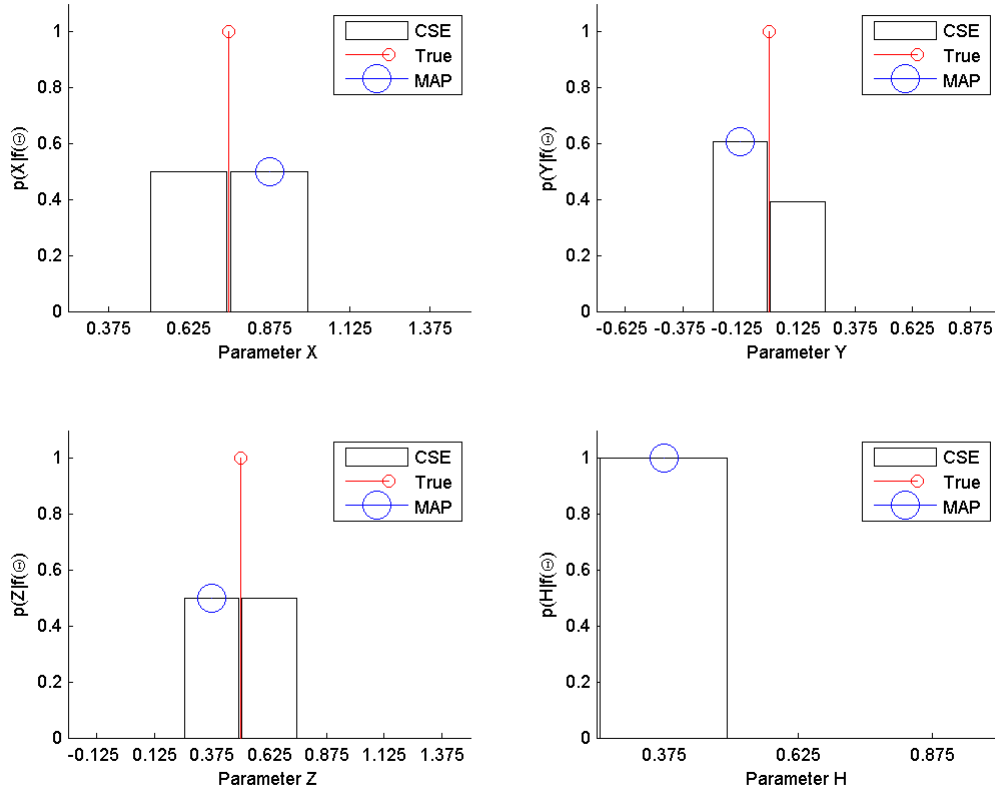 p(X|f(Θ)
1
0.8
0.6
0.4
0.2
0
0.375 0.625 0.875 1.125 1.375
Parameter X
CSE
True
MAP
p(Y|f(Θ)
1
0.8
0.6
0.4
0.2
0
-0.625 -0.375 -0.125 0.125 0.375 0.625 0.875
Parameter Y
CSE
True
MAP
p(Z|f(Θ)
1
0.8
0.6
0.4
0.2
0
-0.125 0.125 0.375 0.625 0.875 1.125 1.375
Parameter Z
CSE
True
MAP
p(H|f(Θ)
1
0.8
0.6
0.4
0.2
0
0.375 0.625 0.875
Parameter H
CSE
True
MAP